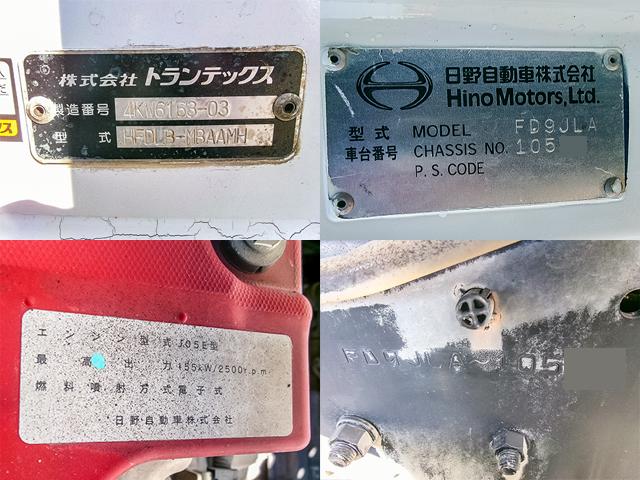 株式会社 トランテックス
製造番号 4KW6153-03
型 式 HFDLB-MBAAMH
日野自動車株式会社
Hino Motors, Ltd.
型 式 MODEL FD9JLA
車台番号 CHASSIS NO. 105
P. S. CODE
エンジン型式 J05E型
最高出力 155kW/2500r.p.m
燃料噴射方式 電子式
日野自動車株式会社
FD9JLA~105